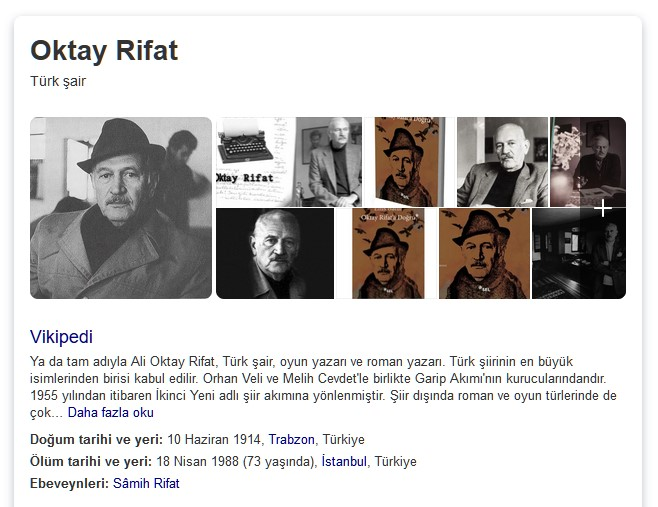 Oktay Rifat
Türk şair
Oktay Rifat
Oktay Rifat'a Doğru"
Vikipedi
Ya da tam adıyla Ali Oktay Rifat, Türk şair, oyun yazarı ve roman yazarı. Türk şiirinin en büyük
isimlerinden birisi kabul edilir. Orhan Veli ve Melih Cevdet'le birlikte Garip Akımı'nın kurucularındandır.
1955 yılından itibaren İkinci Yeni adlı şiir akımına yönlenmiştir. Şiir dışında roman ve oyun türlerinde de
çok... Daha fazla oku
Doğum tarihi ve yeri: 10 Haziran 1914, Trabzon, Türkiye
Ölüm tarihi ve yeri: 18 Nisan 1988 (73 yaşında), İstanbul, Türkiye
Ebeveynleri: Sâmih Rifat